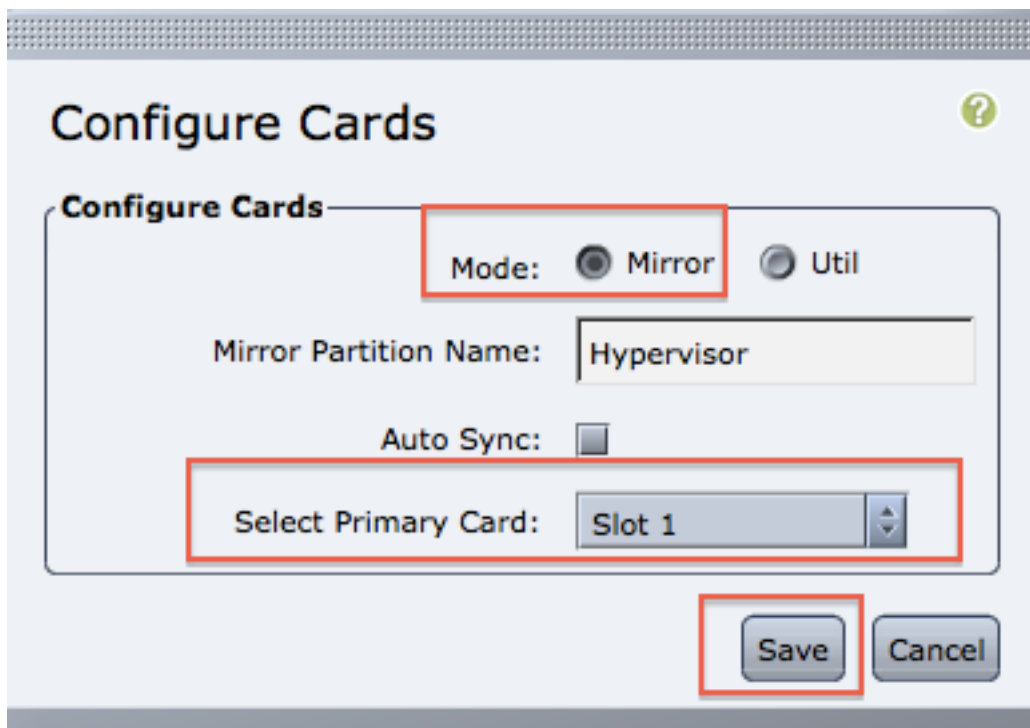 Configure Cards
?
Configure Cards
Mode: Mirror Util
Mirror Partition Name: Hypervisor
Auto Sync:
Select Primary Card: Slot 1
Save Cancel